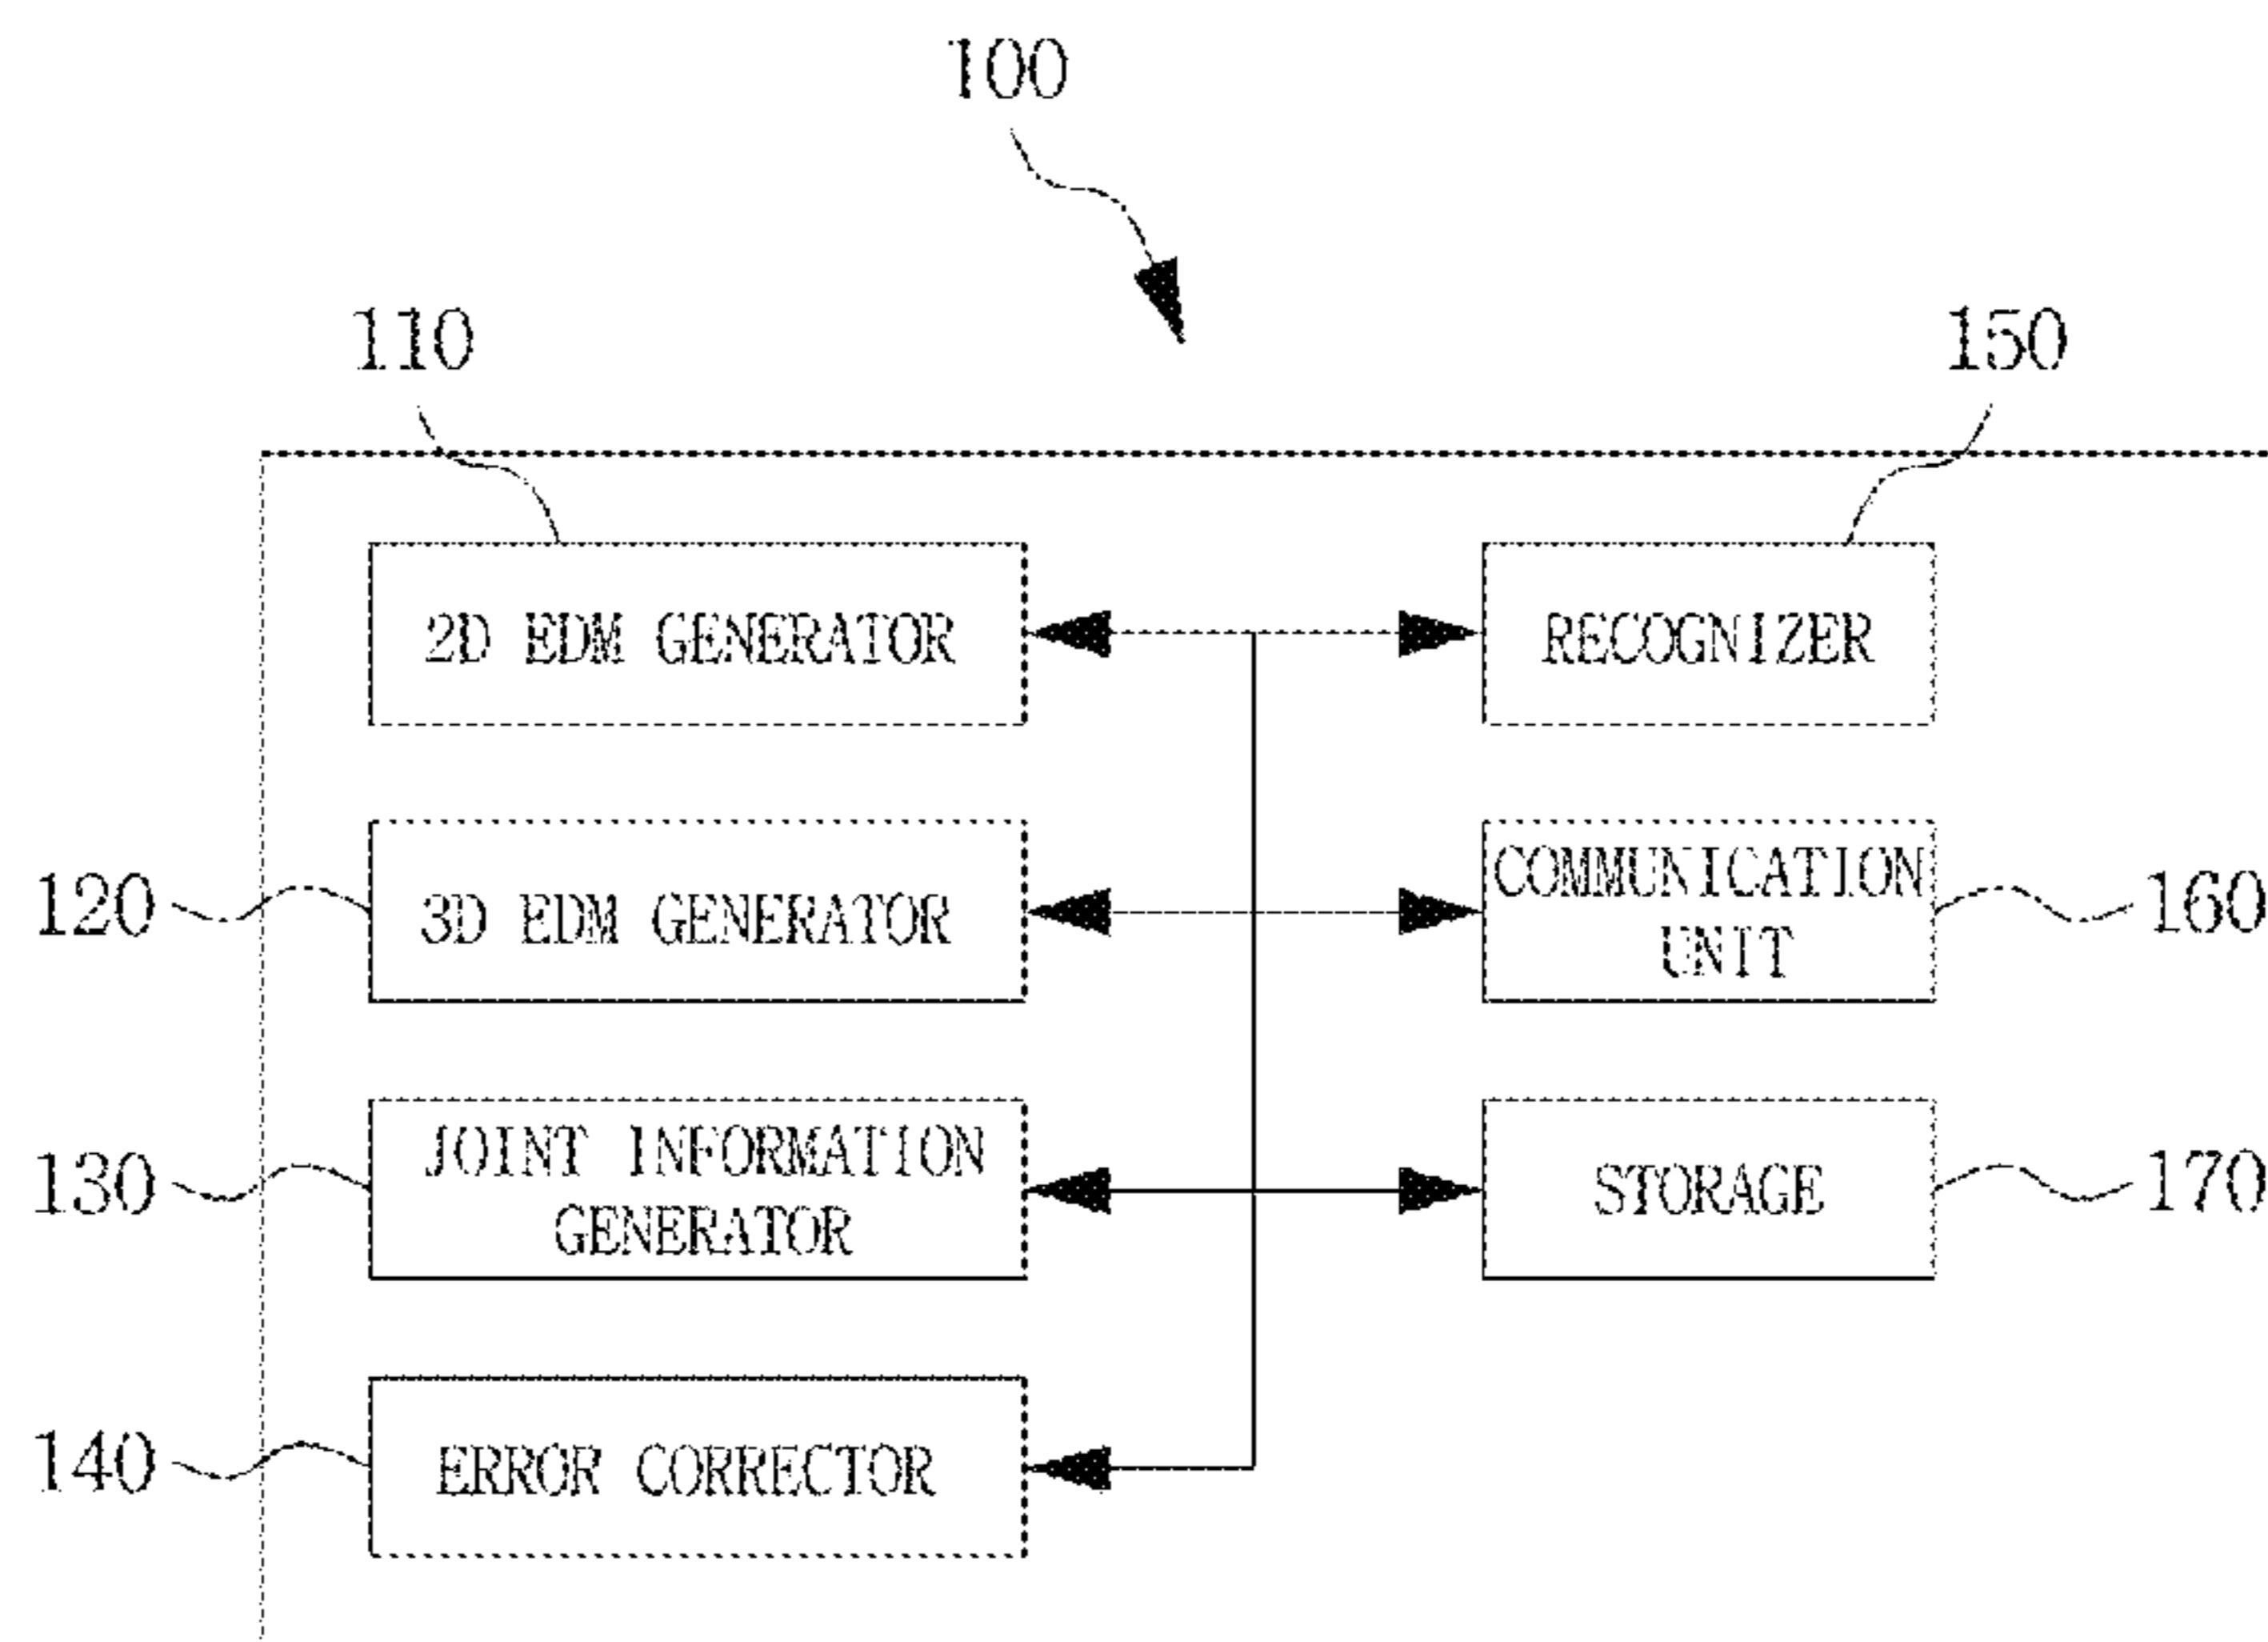 100
110
150
2D EDM GENERATOR
RECOGNIZER
120
3D EDM GENERATOR
COMMUNICATION
UNIT
160
130
JOINT INFORMATION
GENERATOR
STORAGE
170
140
ERROR CORRECTOR